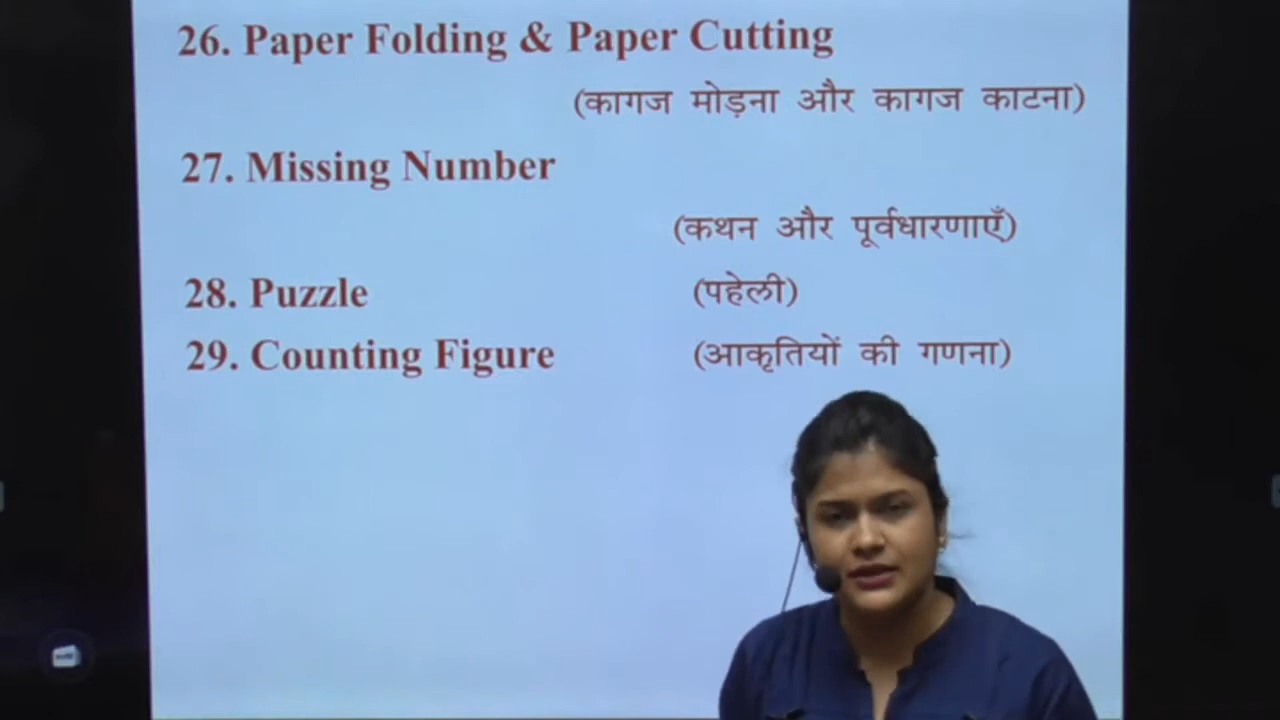 26. Paper Folding & Paper Cutting
(कागज मोड़ना और कागज काटना)
27. Missing Number
(कथन और पूर्वधारणाएँ)
28. Puzzle (पहेली)
29. Counting Figure (आकृतियों की गणना)